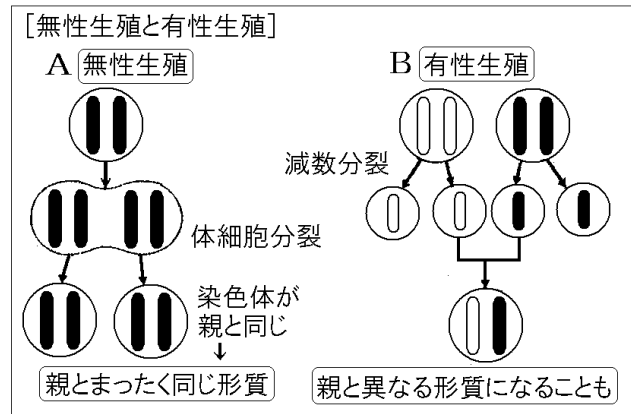 [無性生殖と有性生殖]
A 無性生殖
体細胞分裂
染色体が
親と同じ
↓
親とまったく同じ形質
B 有性生殖
減数分裂
親と異なる形質になることも